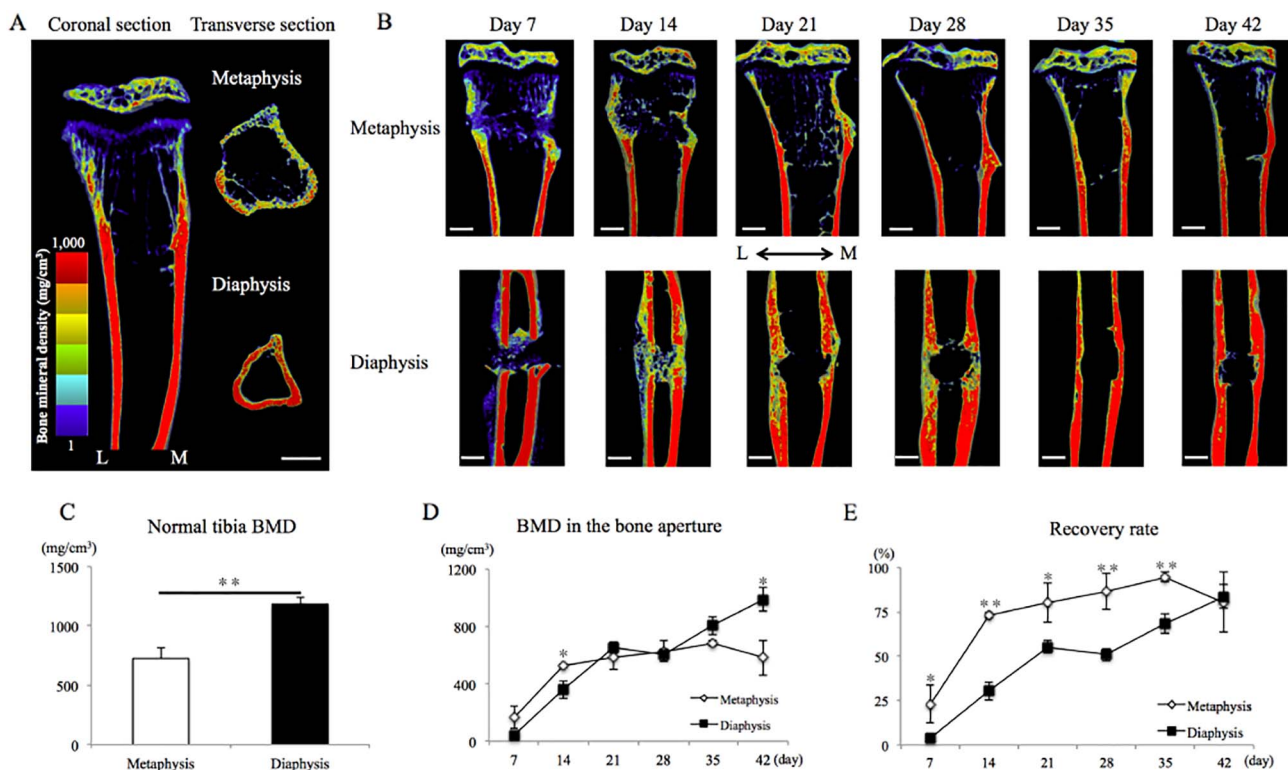 A
Coronal section
Transverse section
Metaphysis
Diaphysis
1,000
Bone mineral density (mg/cm³)
1
L
M
B
Day 7
Day 14
Day 21
Day 28
Day 35
Day 42
Metaphysis
L
M
Diaphysis
C
Normal tibia BMD
(mg/cm³)
1500
1000
500
0
**
Metaphysis
Diaphysis
D
BMD in the bone aperture
(mg/cm³)
1200
800
400
0
*
*
Metaphysis
Diaphysis
7 14 21 28 35 42 (day)
E
Recovery rate
(%)
100
75
50
25
0
*
**
*
**
**
Metaphysis
Diaphysis
7 14 21 28 35 42 (day)